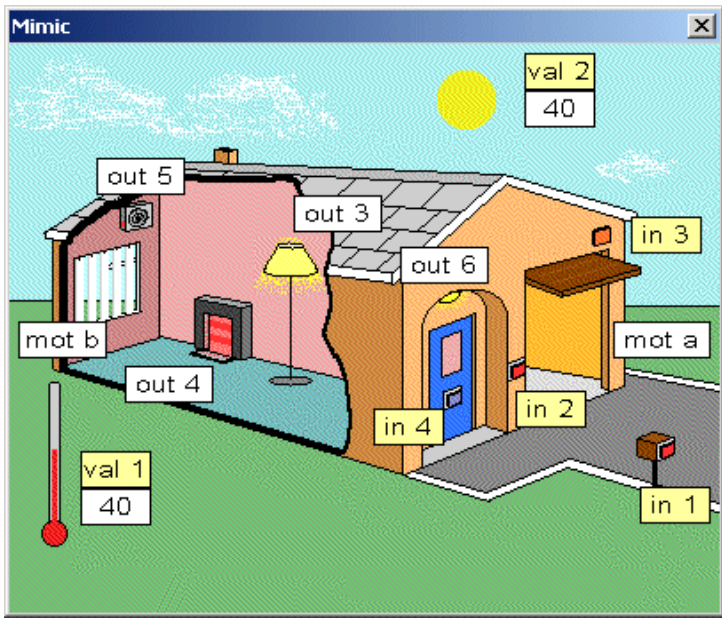 Mimic
val 2
40
out 5
out 3
in 3
out 6
mot b
mot a
out 4
in 4
in 2
val 1
40
in 1